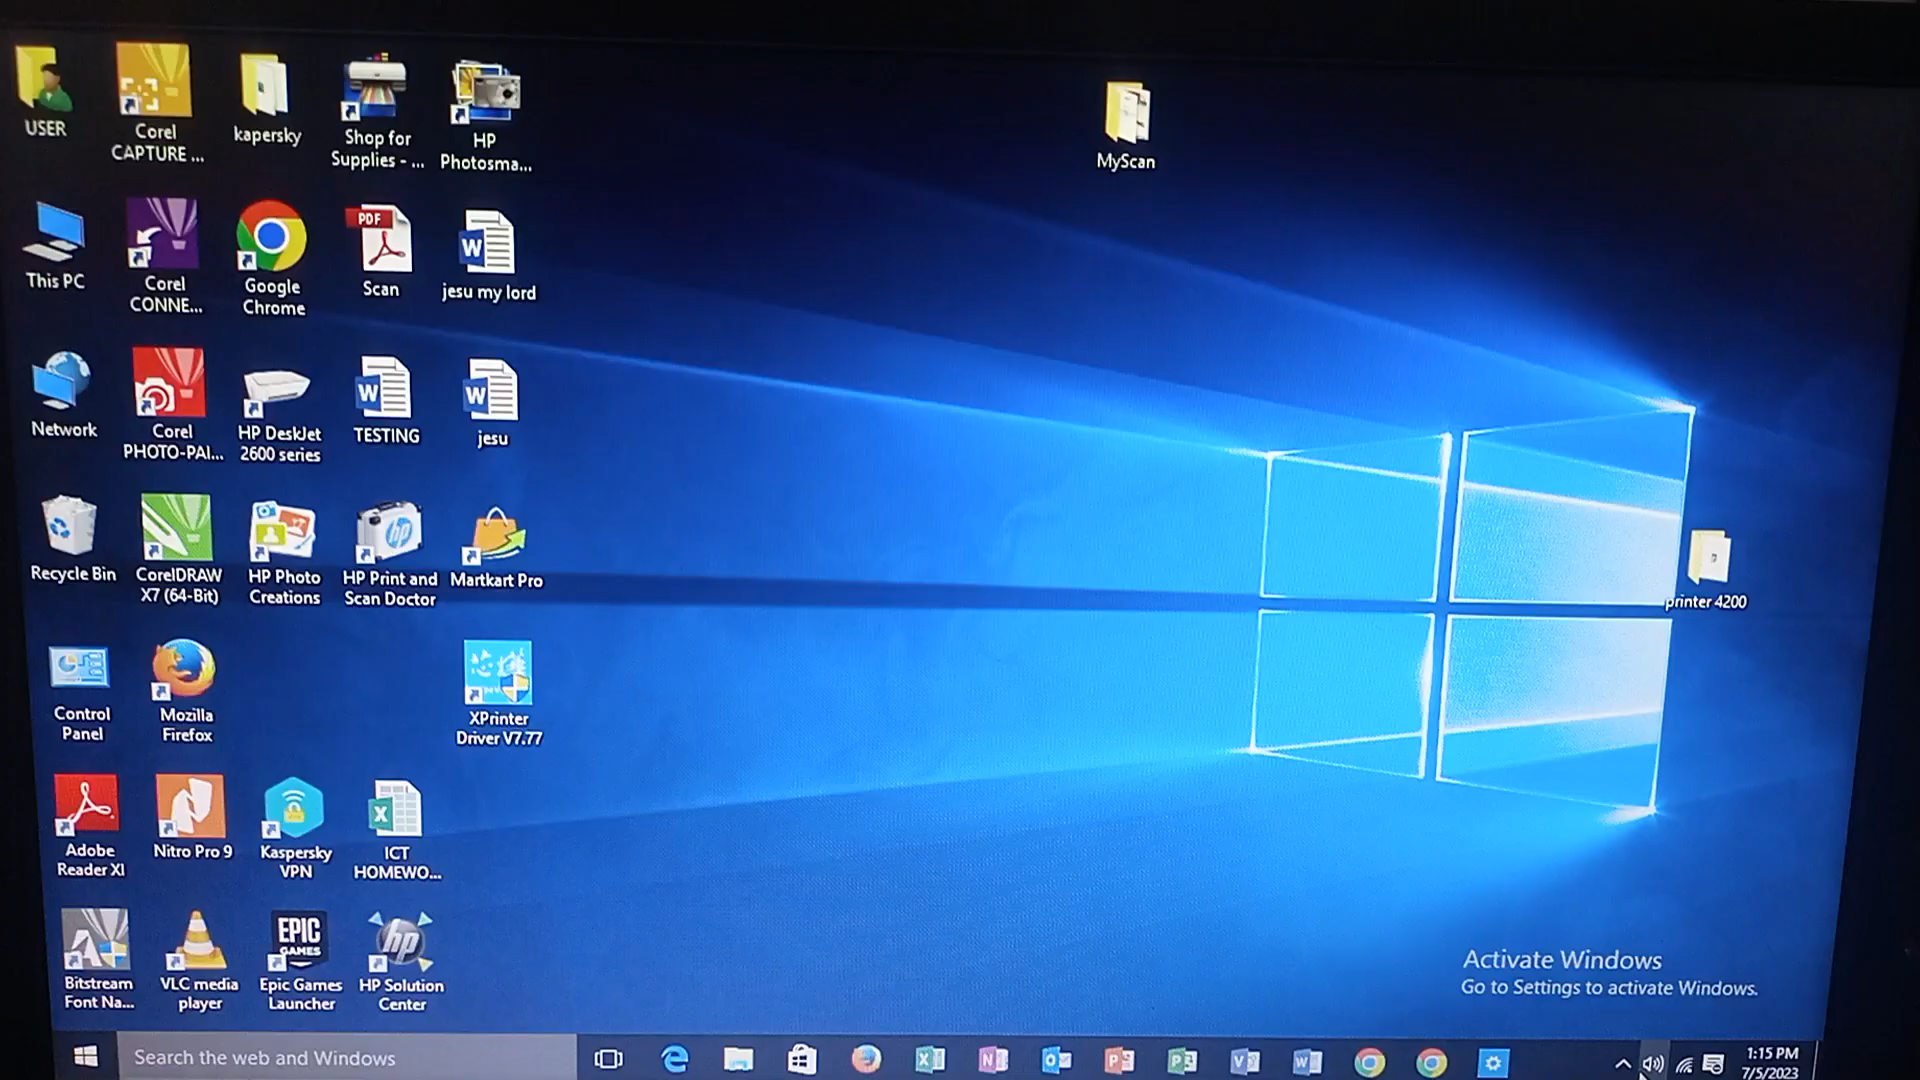 USER
Corel
CAPTURE ...
kapersky
Shop for
Supplies - ...
HP
Photosma...
MyScan
This PC
Corel
CONNE...
Google
Chrome
PDF
Scan
W
jesu my lord
Network
Corel
PHOTO-PAI...
HP DeskJet
2600 series
W
TESTING
W
jesu
Recycle Bin
CorelDRAW
X7 (64-Bit)
HP Photo
Creations
hp
HP Print and
Scan Doctor
Martkart Pro
printer 4200
Control
Panel
Mozilla
Firefox
XPrinter
Driver V7.77
Adobe
Reader XI
Nitro Pro 9
Kaspersky
VPN
X
ICT
HOMEWO...
Bitstream
Font Na...
VLC media
player
EPIC
GAMES
Epic Games
Launcher
hp
HP Solution
Center
Activate Windows
Go to Settings to activate Windows.
Search the web and Windows
1:15 PM
7/5/2023